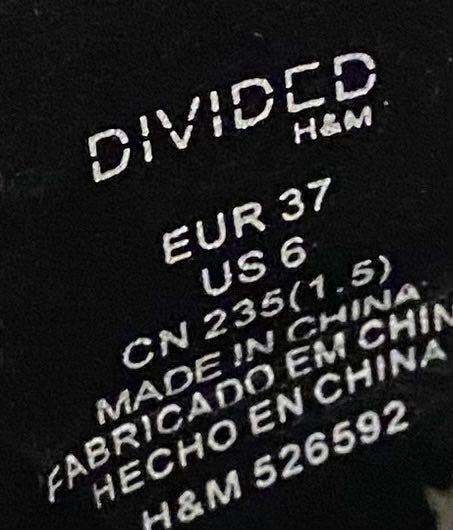 DIVIDED
H&M
EUR 37
US 6
CN 235(1.5)
MADE IN CHINA
FABRICADO EM CHIN
HECHO EN CHINA
H&M 526592